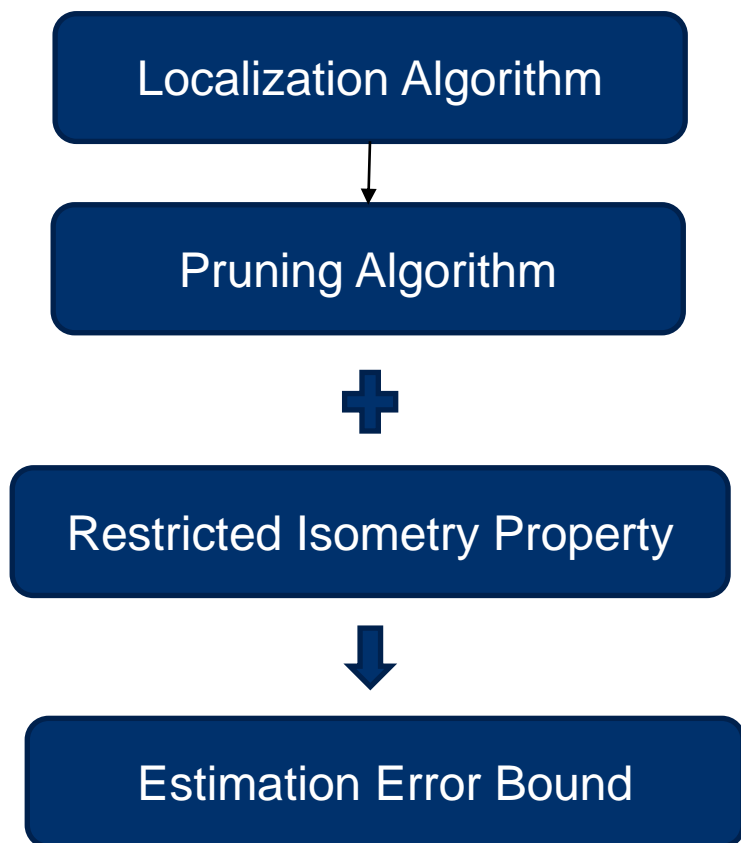 Localization Algorithm
Pruning Algorithm
Restricted Isometry Property
Estimation Error Bound